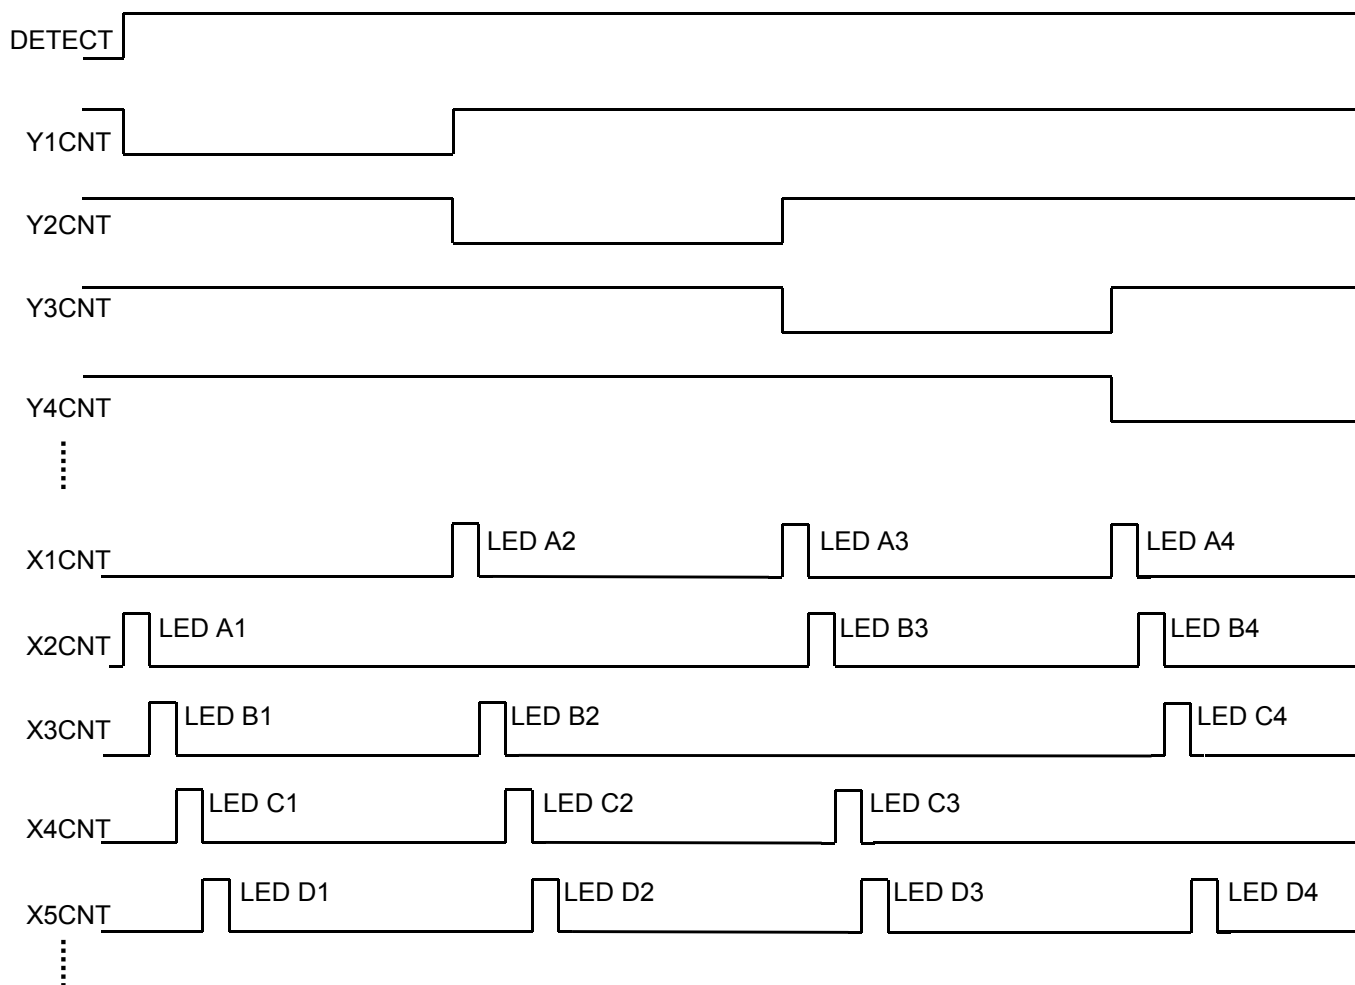 DETECT
Y1CNT
Y2CNT
Y3CNT
Y4CNT
X1CNT LED A2 LED A3 LED A4
X2CNT LED A1 LED B3 LED B4
X3CNT LED B1 LED B2 LED C4
X4CNT LED C1 LED C2 LED C3
X5CNT LED D1 LED D2 LED D3 LED D4